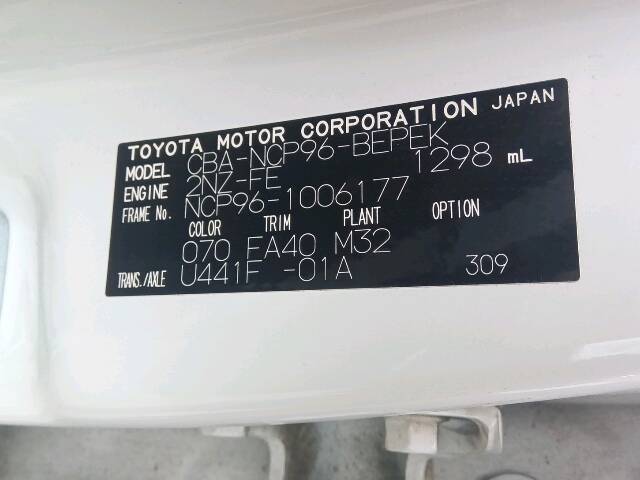 TOYOTA MOTOR CORPORATION JAPAN
MODEL CBA-NCP96-BEPEK
ENGINE 2NZ-FE 1298 mL
FRAME No. NCP96-1006177
COLOR TRIM PLANT OPTION
070 FA40 M32
TRANS./AXLE U441F -01A 309